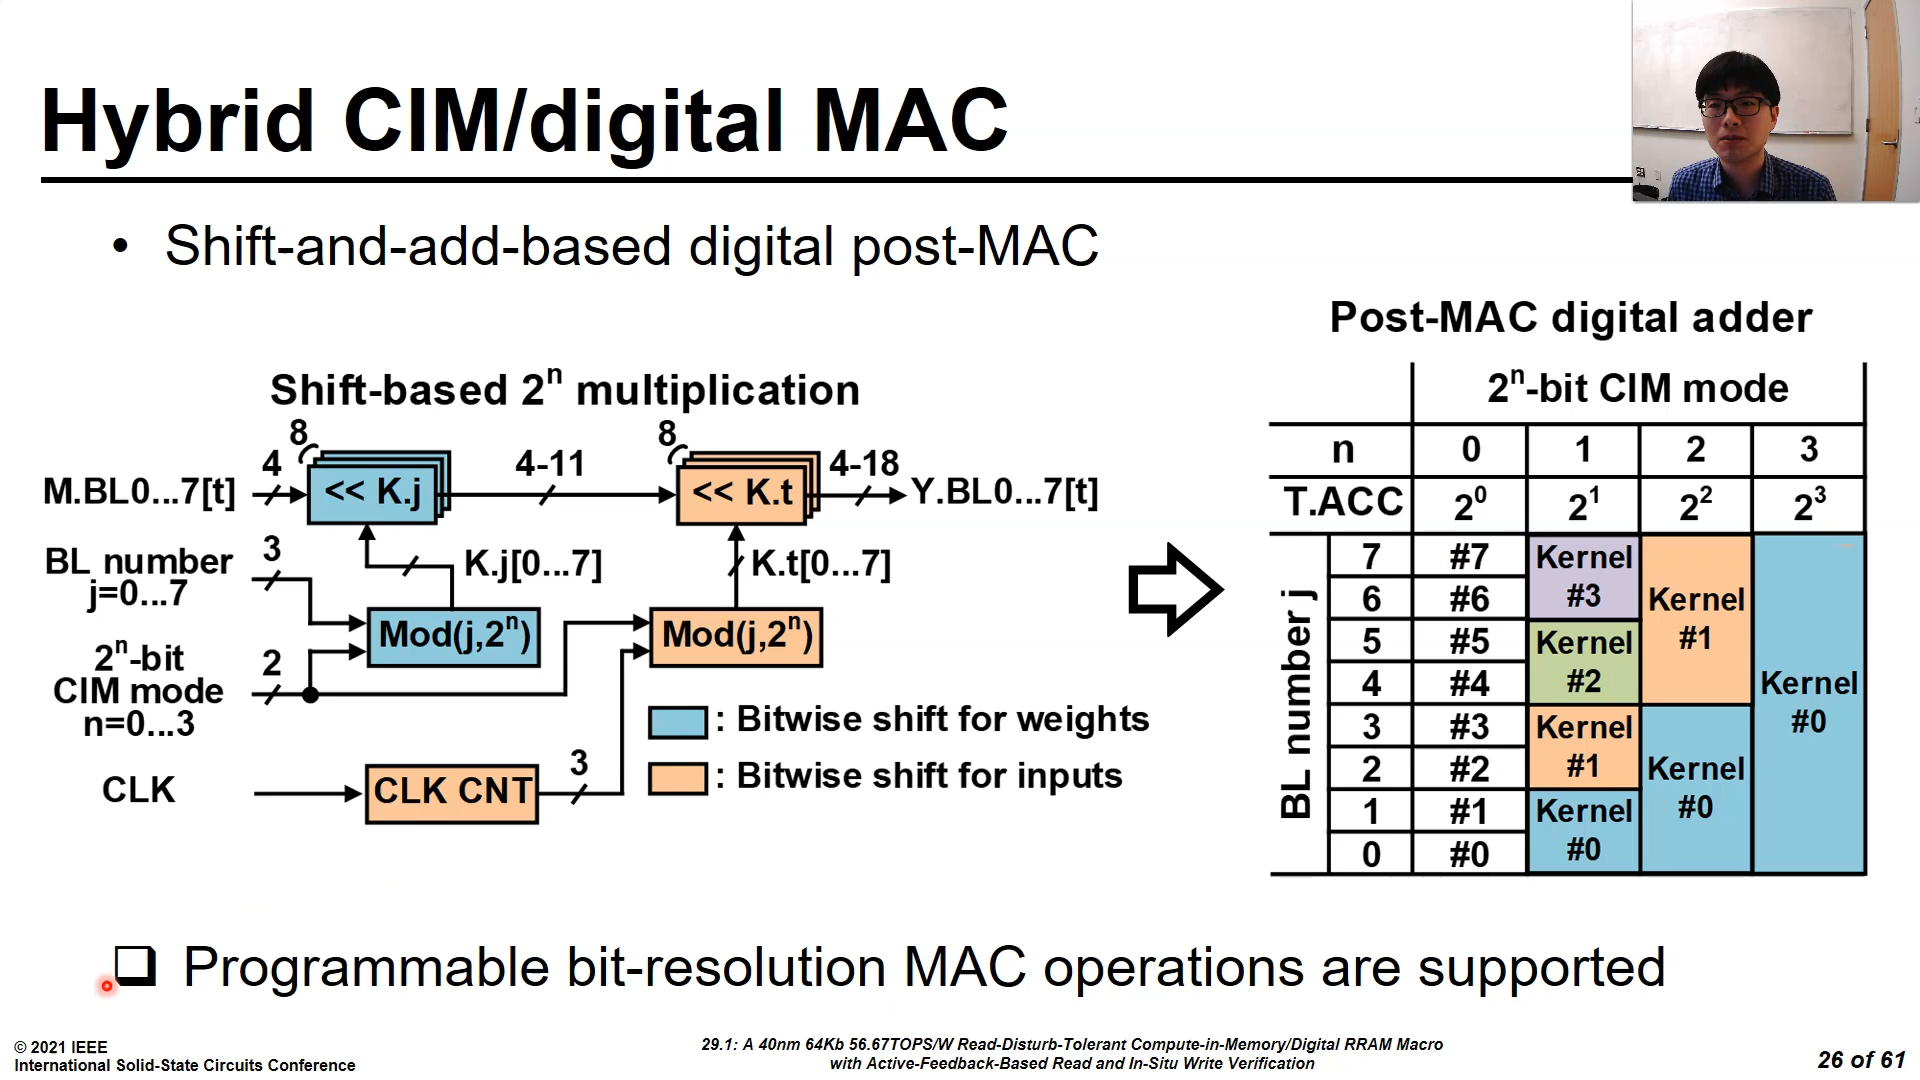 Hybrid CIM/digital MAC
• Shift-and-add-based digital post-MAC
Shift-based 2ⁿ multiplication
8
8
4
4-11
4-18
M.BL0...7[t]
<< K.j
<< K.t
Y.BL0...7[t]
BL number
j=0...7
3
K.j[0...7]
K.t[0...7]
2ⁿ-bit
CIM mode
n=0...3
2
Mod(j,2ⁿ)
Mod(j,2ⁿ)
: Bitwise shift for weights
: Bitwise shift for inputs
CLK
CLK CNT
3
Post-MAC digital adder
2ⁿ-bit CIM mode
n 0 1 2 3
T.ACC 2⁰ 2¹ 2² 2³
BL number j
7 #7
6 #6
5 #5
4 #4
3 #3
2 #2
1 #1
0 #0
Kernel
#3
Kernel
#2
Kernel
#1
Kernel
#0
Kernel
#1
Kernel
#0
Kernel
#0
❑ Programmable bit-resolution MAC operations are supported
© 2021 IEEE
International Solid-State Circuits Conference
29.1: A 40nm 64Kb 56.67TOPS/W Read-Disturb-Tolerant Compute-in-Memory/Digital RRAM Macro
with Active-Feedback-Based Read and In-Situ Write Verification
26 of 61